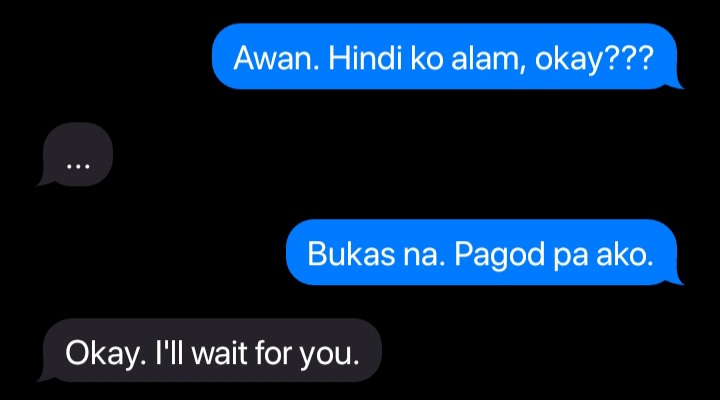 Awan. Hindi ko alam, okay???
...
Bukas na. Pagod pa ako.
Okay. I'll wait for you.